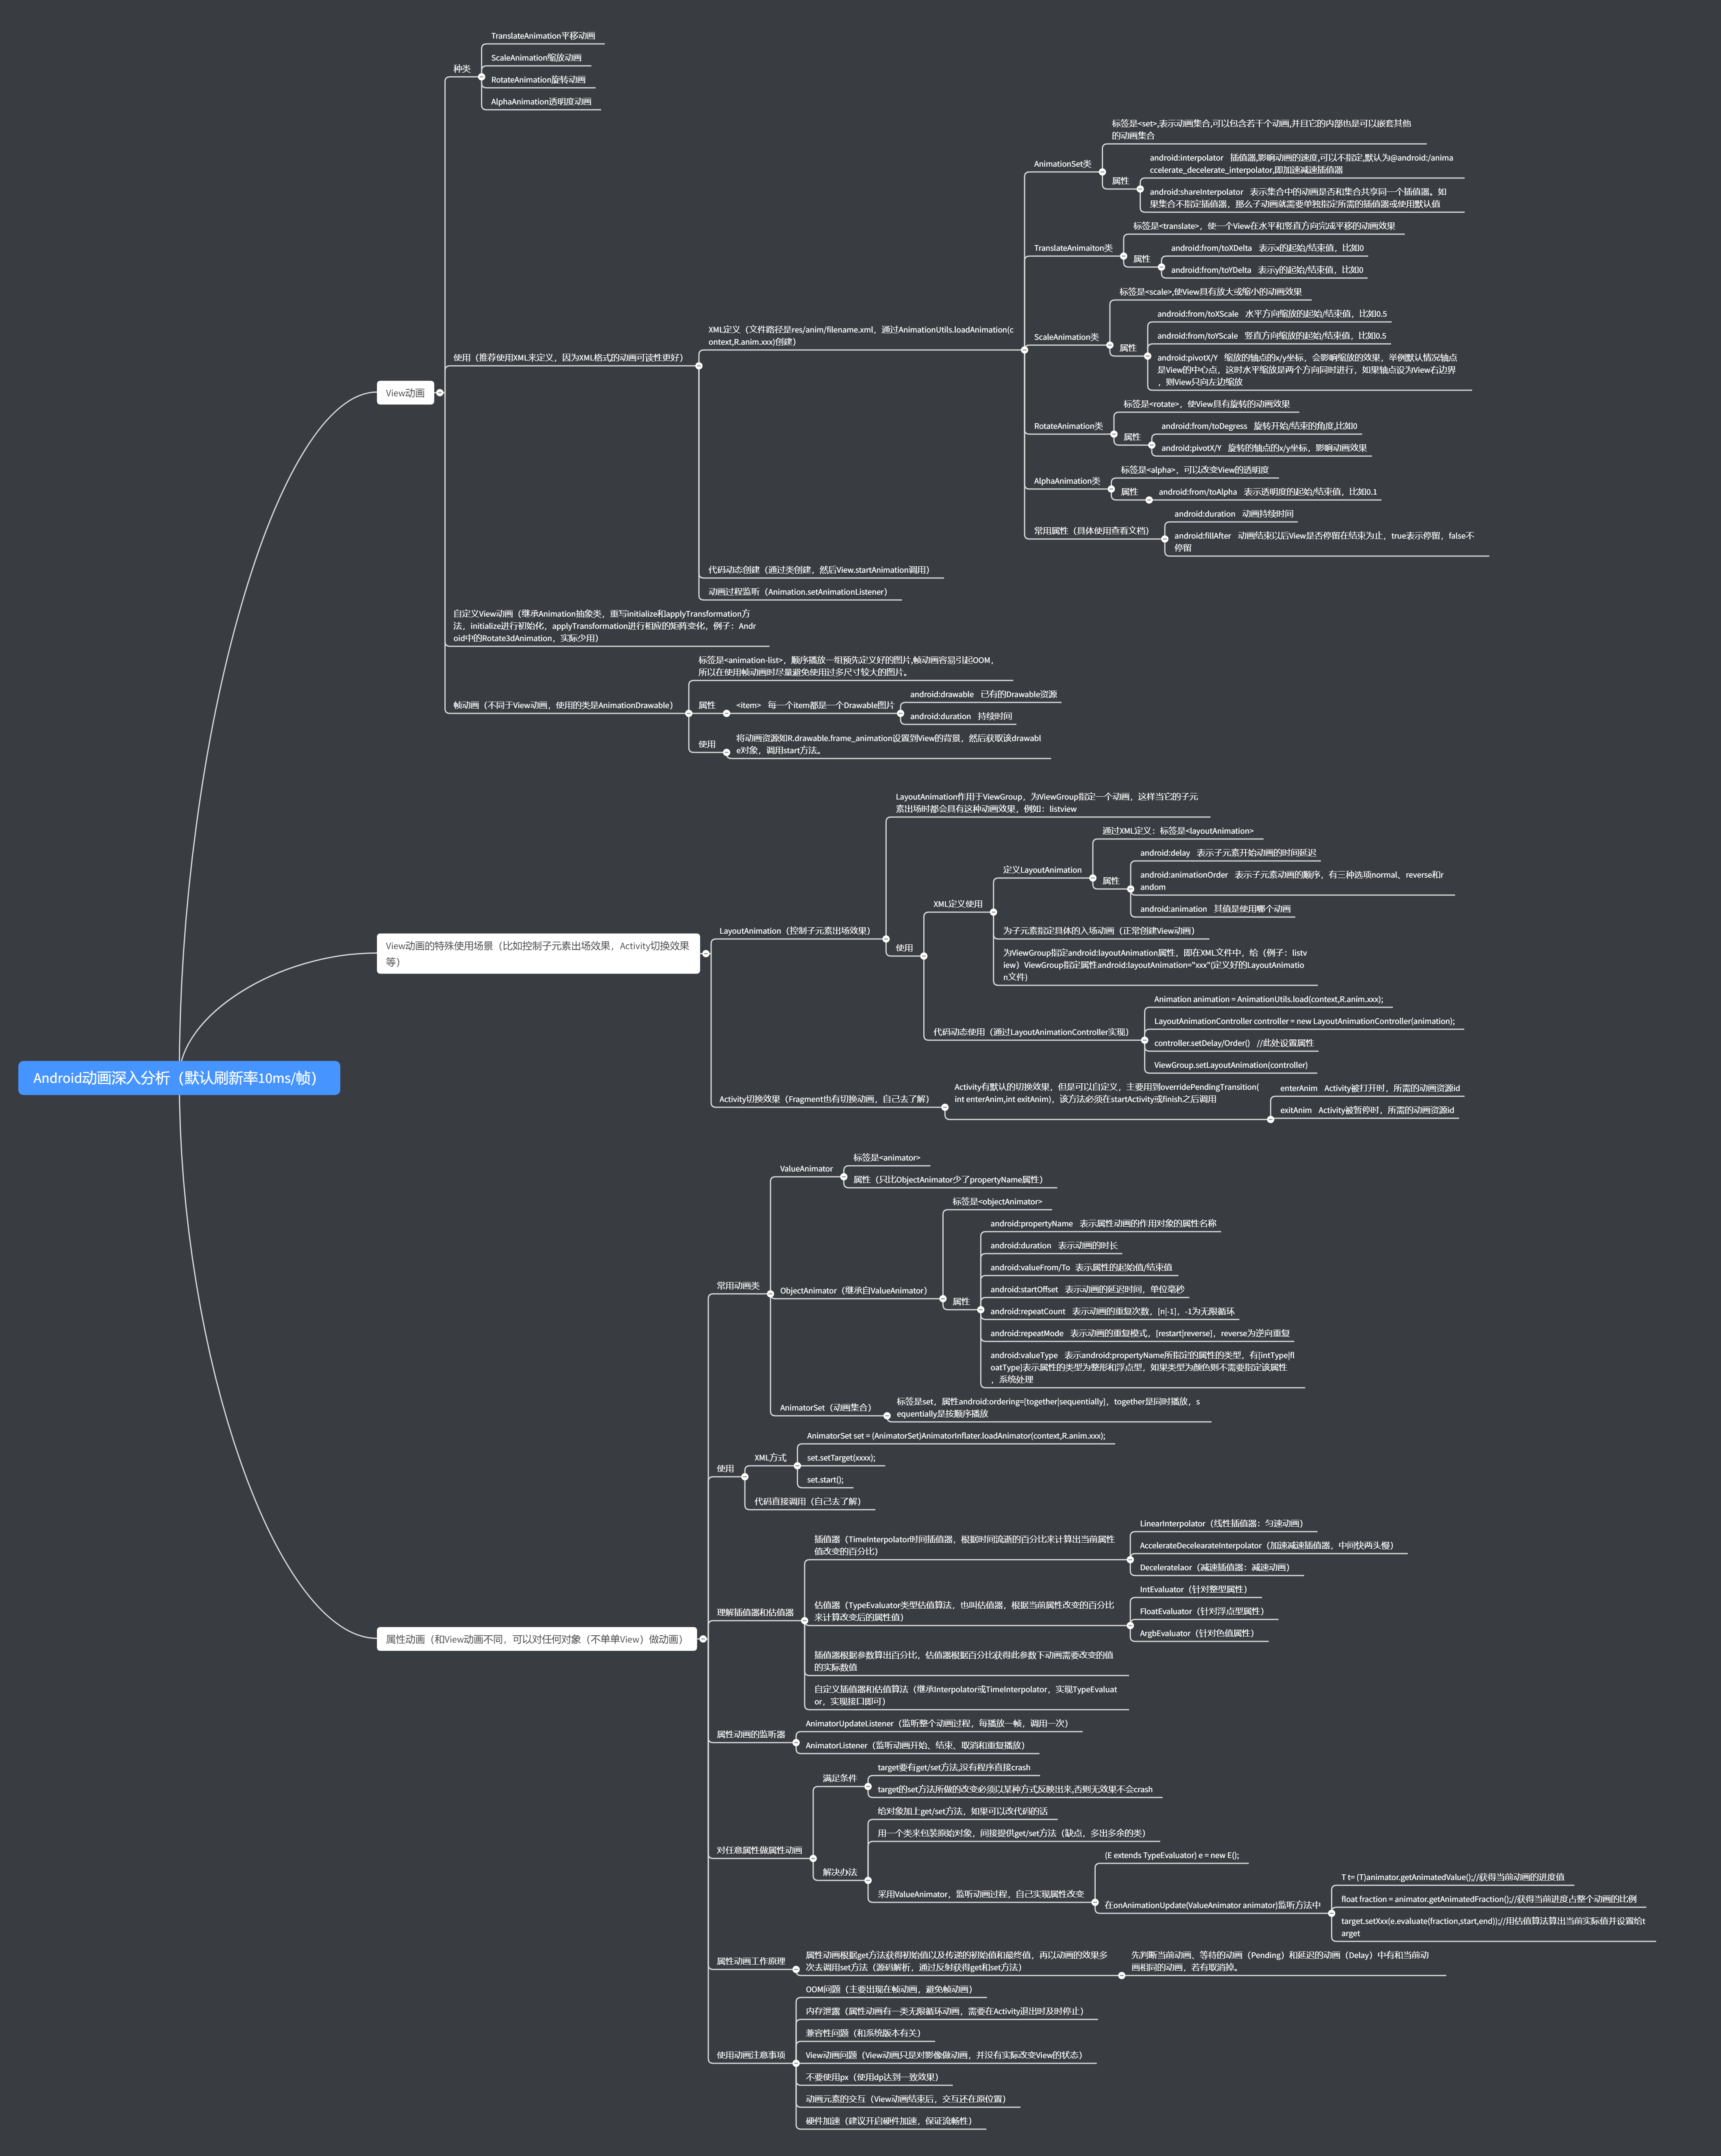 Android动画深入分析（默认刷新率10ms/帧）
View动画
种类
TranslateAnimation平移动画
ScaleAnimation缩放动画
RotateAnimation旋转动画
AlphaAnimation透明度动画
使用（推荐使用XML来定义，因为XML格式的动画可读性更好）
XML定义（文件路径是res/anim/filename.xml，通过AnimationUtils.loadAnimation(c
ontext,R.anim.xxx)创建）
AnimationSet类
标签是<set>,表示动画集合,可以包含若干个动画,并且它的内部也是可以嵌套其他
的动画集合
属性
android:interpolator 插值器,影响动画的速度,可以不指定,默认为@android:/anima
ccelerate_decelerate_interpolator,即加速减速插值器
android:shareInterpolator 表示集合中的动画是否和集合共享同一个插值器。如
果集合不指定插值器，那么子动画就需要单独指定所需的插值器或使用默认值
TranslateAnimaiton类
标签是<translate>，使一个View在水平和竖直方向完成平移的动画效果
属性
android:from/toXDelta 表示x的起始/结束值，比如0
android:from/toYDelta 表示y的起始/结束值，比如0
ScaleAnimation类
标签是<scale>,使View具有放大或缩小的动画效果
属性
android:from/toXScale 水平方向缩放的起始/结束值，比如0.5
android:from/toYScale 竖直方向缩放的起始/结束值，比如0.5
android:pivotX/Y 缩放的轴点的x/y坐标，会影响缩放的效果，举例默认情况轴点
是View的中心点，这时水平缩放是两个方向同时进行，如果轴点设为View右边界
，则View只向左边缩放
RotateAnimation类
标签是<rotate>，使View具有旋转的动画效果
属性
android:from/toDegress 旋转开始/结束的角度,比如0
android:pivotX/Y 旋转的轴点的x/y坐标，影响动画效果
AlphaAnimation类
标签是<alpha>，可以改变View的透明度
属性
android:from/toAlpha 表示透明度的起始/结束值，比如0.1
常用属性（具体使用查看文档）
android:duration 动画持续时间
android:fillAfter 动画结束以后View是否停留在结束为止，true表示停留，false不
停留
代码动态创建（通过类创建，然后View.startAnimation调用）
动画过程监听（Animation.setAnimationListener）
自定义View动画（继承Animation抽象类，重写initialize和applyTransformation方
法，initialize进行初始化，applyTransformation进行相应的矩阵变化，例子：Andr
oid中的Rotate3dAnimation，实际少用）
帧动画（不同于View动画，使用的类是AnimationDrawable）
标签是<animation-list>，顺序播放一组预先定义好的图片,帧动画容易引起OOM，
所以在使用帧动画时尽量避免使用过多尺寸较大的图片。
属性
<item> 每一个item都是一个Drawable图片
android:drawable 已有的Drawable资源
android:duration 持续时间
使用
将动画资源如R.drawable.frame_animation设置到View的背景，然后获取该drawabl
e对象，调用start方法。
View动画的特殊使用场景（比如控制子元素出场效果，Activity切换效果
等）
LayoutAnimation（控制子元素出场效果）
LayoutAnimation作用于ViewGroup，为ViewGroup指定一个动画，这样当它的子元
素出场时都会具有这种动画效果，例如：listview
使用
XML定义使用
定义LayoutAnimation
通过XML定义：标签是<layoutAnimation>
属性
android:delay 表示子元素开始动画的时间延迟
android:animationOrder 表示子元素动画的顺序，有三种选项normal、reverse和r
andom
android:animation 其值是使用哪个动画
为子元素指定具体的入场动画（正常创建View动画）
为ViewGroup指定android:layoutAnimation属性，即在XML文件中，给（例子：listv
iew）ViewGroup指定属性android:layoutAnimation="xxx"(定义好的LayoutAnimatio
n文件)
代码动态使用（通过LayoutAnimationController实现）
Animation animation = AnimationUtils.load(context,R.anim.xxx);
LayoutAnimationController controller = new LayoutAnimationController(animation);
controller.setDelay/Order() //此处设置属性
ViewGroup.setLayoutAnimation(controller)
Activity切换效果（Fragment也有切换动画，自己去了解）
Activity有默认的切换效果，但是可以自定义，主要用到overridePendingTransition(
int enterAnim,int exitAnim)，该方法必须在startActivity或finish之后调用
enterAnim Activity被打开时，所需的动画资源id
exitAnim Activity被暂停时，所需的动画资源id
属性动画（和View动画不同，可以对任何对象（不单单View）做动画）
常用动画类
ValueAnimator
标签是<animator>
属性（只比ObjectAnimator少了propertyName属性）
ObjectAnimator（继承自ValueAnimator）
标签是<objectAnimator>
属性
android:propertyName 表示属性动画的作用对象的属性名称
android:duration 表示动画的时长
android:valueFrom/To 表示属性的起始值/结束值
android:startOffset 表示动画的延迟时间，单位毫秒
android:repeatCount 表示动画的重复次数，[n|-1]，-1为无限循环
android:repeatMode 表示动画的重复模式，[restart|reverse]，reverse为逆向重复
android:valueType 表示android:propertyName所指定的属性的类型，有[intType|fl
oatType]表示属性的类型为整形和浮点型，如果类型为颜色则不需要指定该属性
，系统处理
AnimatorSet（动画集合）
标签是set，属性android:ordering=[together|sequentially]，together是同时播放，s
equentially是按顺序播放
使用
XML方式
AnimatorSet set = (AnimatorSet)AnimatorInflater.loadAnimator(context,R.anim.xxx);
set.setTarget(xxxx);
set.start();
代码直接调用（自己去了解）
理解插值器和估值器
插值器（TimeInterpolator时间插值器，根据时间流逝的百分比来计算出当前属性
值改变的百分比）
LinearInterpolator（线性插值器：匀速动画）
AccelerateDecelearateInterpolator（加速减速插值器，中间快两头慢）
Deceleratelaor（减速插值器：减速动画）
估值器（TypeEvaluator类型估值算法，也叫估值器，根据当前属性改变的百分比
来计算改变后的属性值）
IntEvaluator（针对整型属性）
FloatEvaluator（针对浮点型属性）
ArgbEvaluator（针对色值属性）
插值器根据参数算出百分比，估值器根据百分比获得此参数下动画需要改变的值
的实际数值
自定义插值器和估值算法（继承Interpolator或TimeInterpolator，实现TypeEvaluat
or，实现接口即可）
属性动画的监听器
AnimatorUpdateListener（监听整个动画过程，每播放一帧，调用一次）
AnimatorListener（监听动画开始、结束、取消和重复播放）
对任意属性做属性动画
满足条件
target要有get/set方法,没有程序直接crash
target的set方法所做的改变必须以某种方式反映出来,否则无效果不会crash
解决办法
给对象加上get/set方法，如果可以改代码的话
用一个类来包装原始对象，间接提供get/set方法（缺点，多出多余的类）
采用ValueAnimator，监听动画过程，自己实现属性改变
(E extends TypeEvaluator) e = new E();
在onAnimationUpdate(ValueAnimator animator)监听方法中
T t= (T)animator.getAnimatedValue();//获得当前动画的进度值
float fraction = animator.getAnimatedFraction();//获得当前进度占整个动画的比例
target.setXxx(e.evaluate(fraction,start,end));//用估值算法算出当前实际值并设置给t
arget
属性动画工作原理
属性动画根据get方法获得初始值以及传递的初始值和最终值，再以动画的效果多
次去调用set方法（源码解析，通过反射获得get和set方法）
先判断当前动画、等待的动画（Pending）和延迟的动画（Delay）中有和当前动
画相同的动画，若有取消掉。
使用动画注意事项
OOM问题（主要出现在帧动画，避免帧动画）
内存泄露（属性动画有一类无限循环动画，需要在Activity退出时及时停止）
兼容性问题（和系统版本有关）
View动画问题（View动画只是对影像做动画，并没有实际改变View的状态）
不要使用px（使用dp达到一致效果）
动画元素的交互（View动画结束后，交互还在原位置）
硬件加速（建议开启硬件加速，保证流畅性）